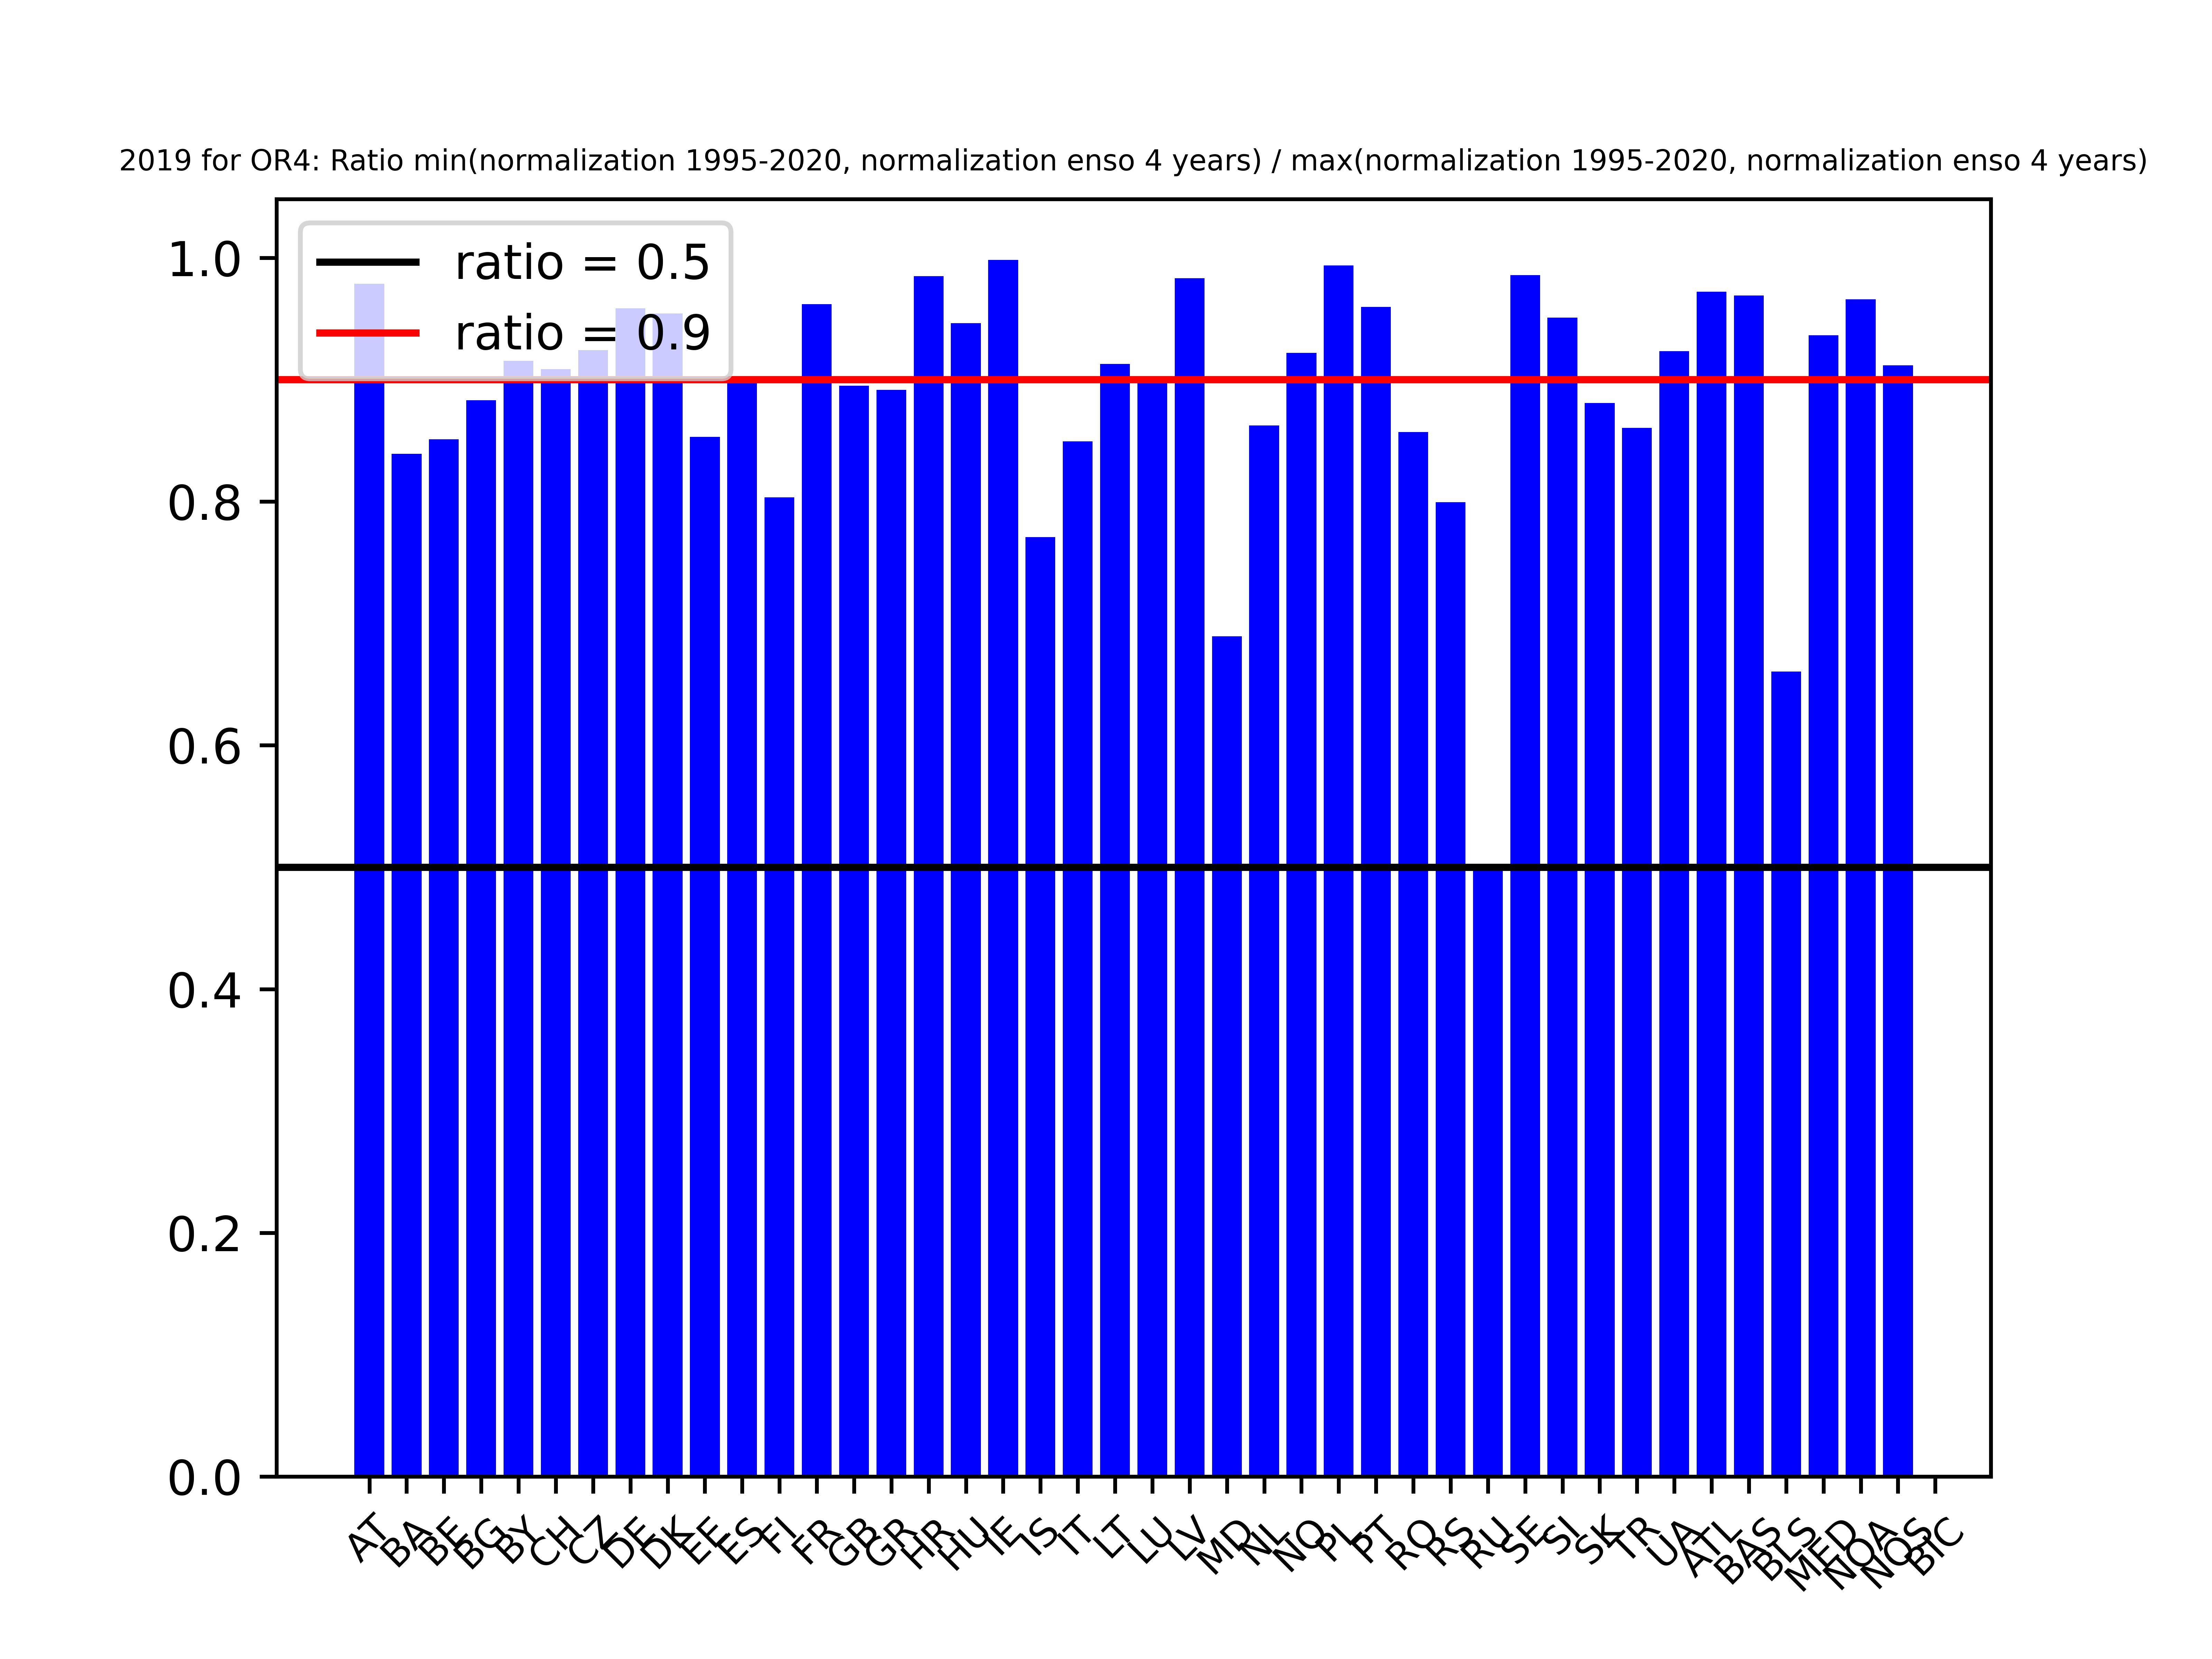 2019 for OR4: Ratio min(normalization 1995-2020, normalization enso 4 years) / max(normalization 1995-2020, normalization enso 4 years)
ratio = 0.5
ratio = 0.9
1.0
0.8
0.6
0.4
0.2
0.0
AT BA BE BG BY CH CZ DE DK EE ES FI FR GB GR HR HU IE IS IT LT LU LV MD NL NO PL PT RO RS RU SE SI SK TR UA ATL BAS BLS MED NOA NOS BIC